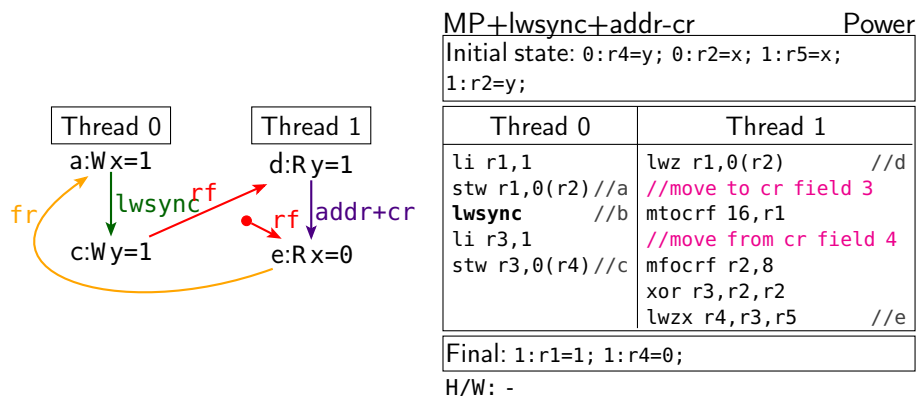 Thread 0
Thread 1
a:W x=1
d:R y=1
fr
lwsync
rf
rf
addr+cr
c:W y=1
e:R x=0
MP+lwsync+addr-cr Power
Initial state: 0:r4=y; 0:r2=x; 1:r5=x;
1:r2=y;
Thread 0
Thread 1
li r1,1
stw r1,0(r2)//a
lwsync //b
li r3,1
stw r3,0(r4)//c
lwz r1,0(r2) //d
//move to cr field 3
mtocrf 16,r1
//move from cr field 4
mfocrf r2,8
xor r3,r2,r2
lwzx r4,r3,r5 //e
Final: 1:r1=1; 1:r4=0;
H/W: -